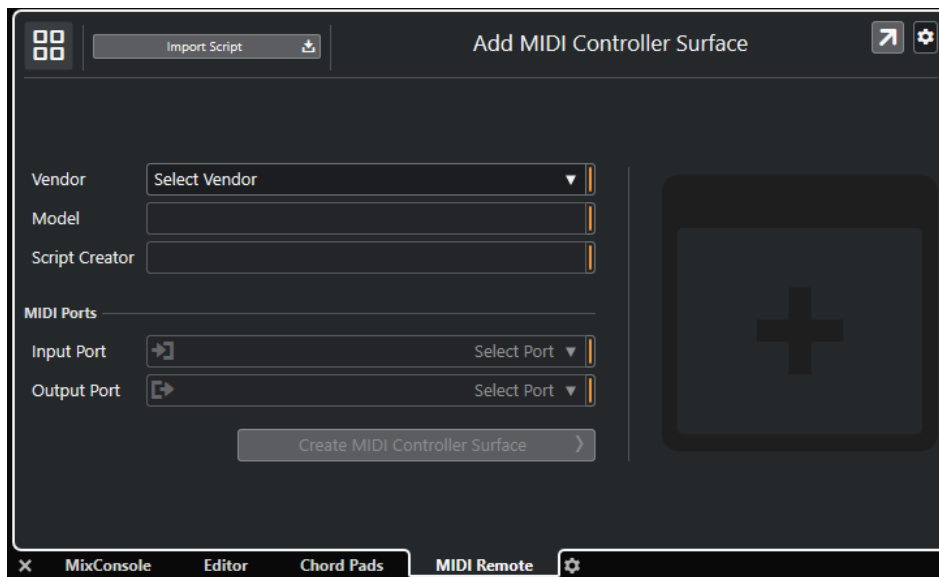 Import Script
Add MIDI Controller Surface
Vendor
Select Vendor
Model
Script Creator
MIDI Ports
Input Port
Select Port
Output Port
Select Port
Create MIDI Controller Surface
MixConsole Editor Chord Pads MIDI Remote